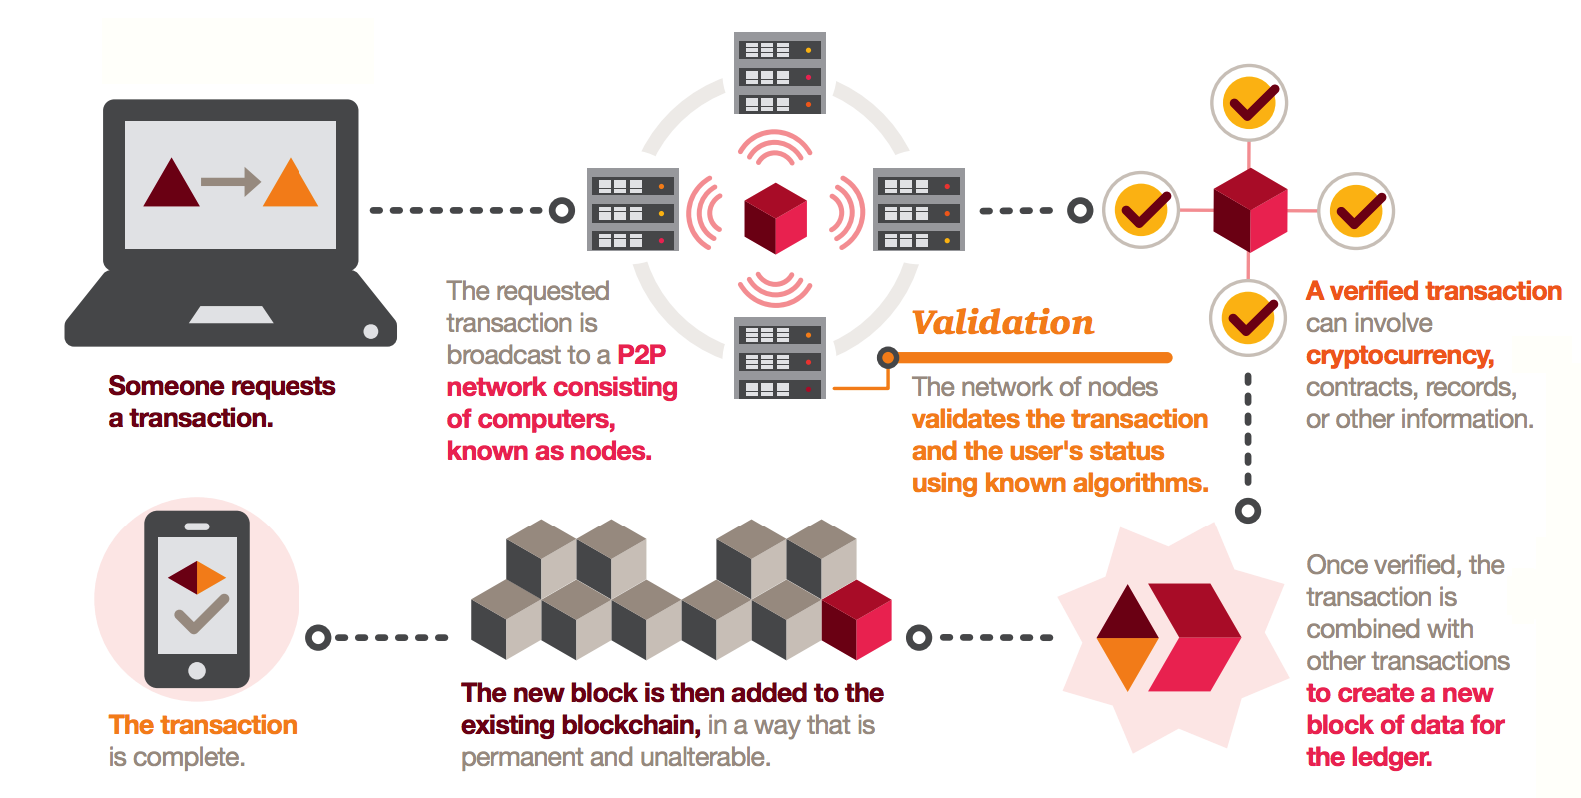 Someone requests
a transaction.
The requested
transaction is
broadcast to a P2P
network consisting
of computers,
known as nodes.
Validation
The network of nodes
validates the transaction
and the user's status
using known algorithms.
A verified transaction
can involve
cryptocurrency,
contracts, records,
or other information.
Once verified, the
transaction is
combined with
other transactions
to create a new
block of data for
the ledger.
The new block is then added to the
existing blockchain, in a way that is
permanent and unalterable.
The transaction
is complete.